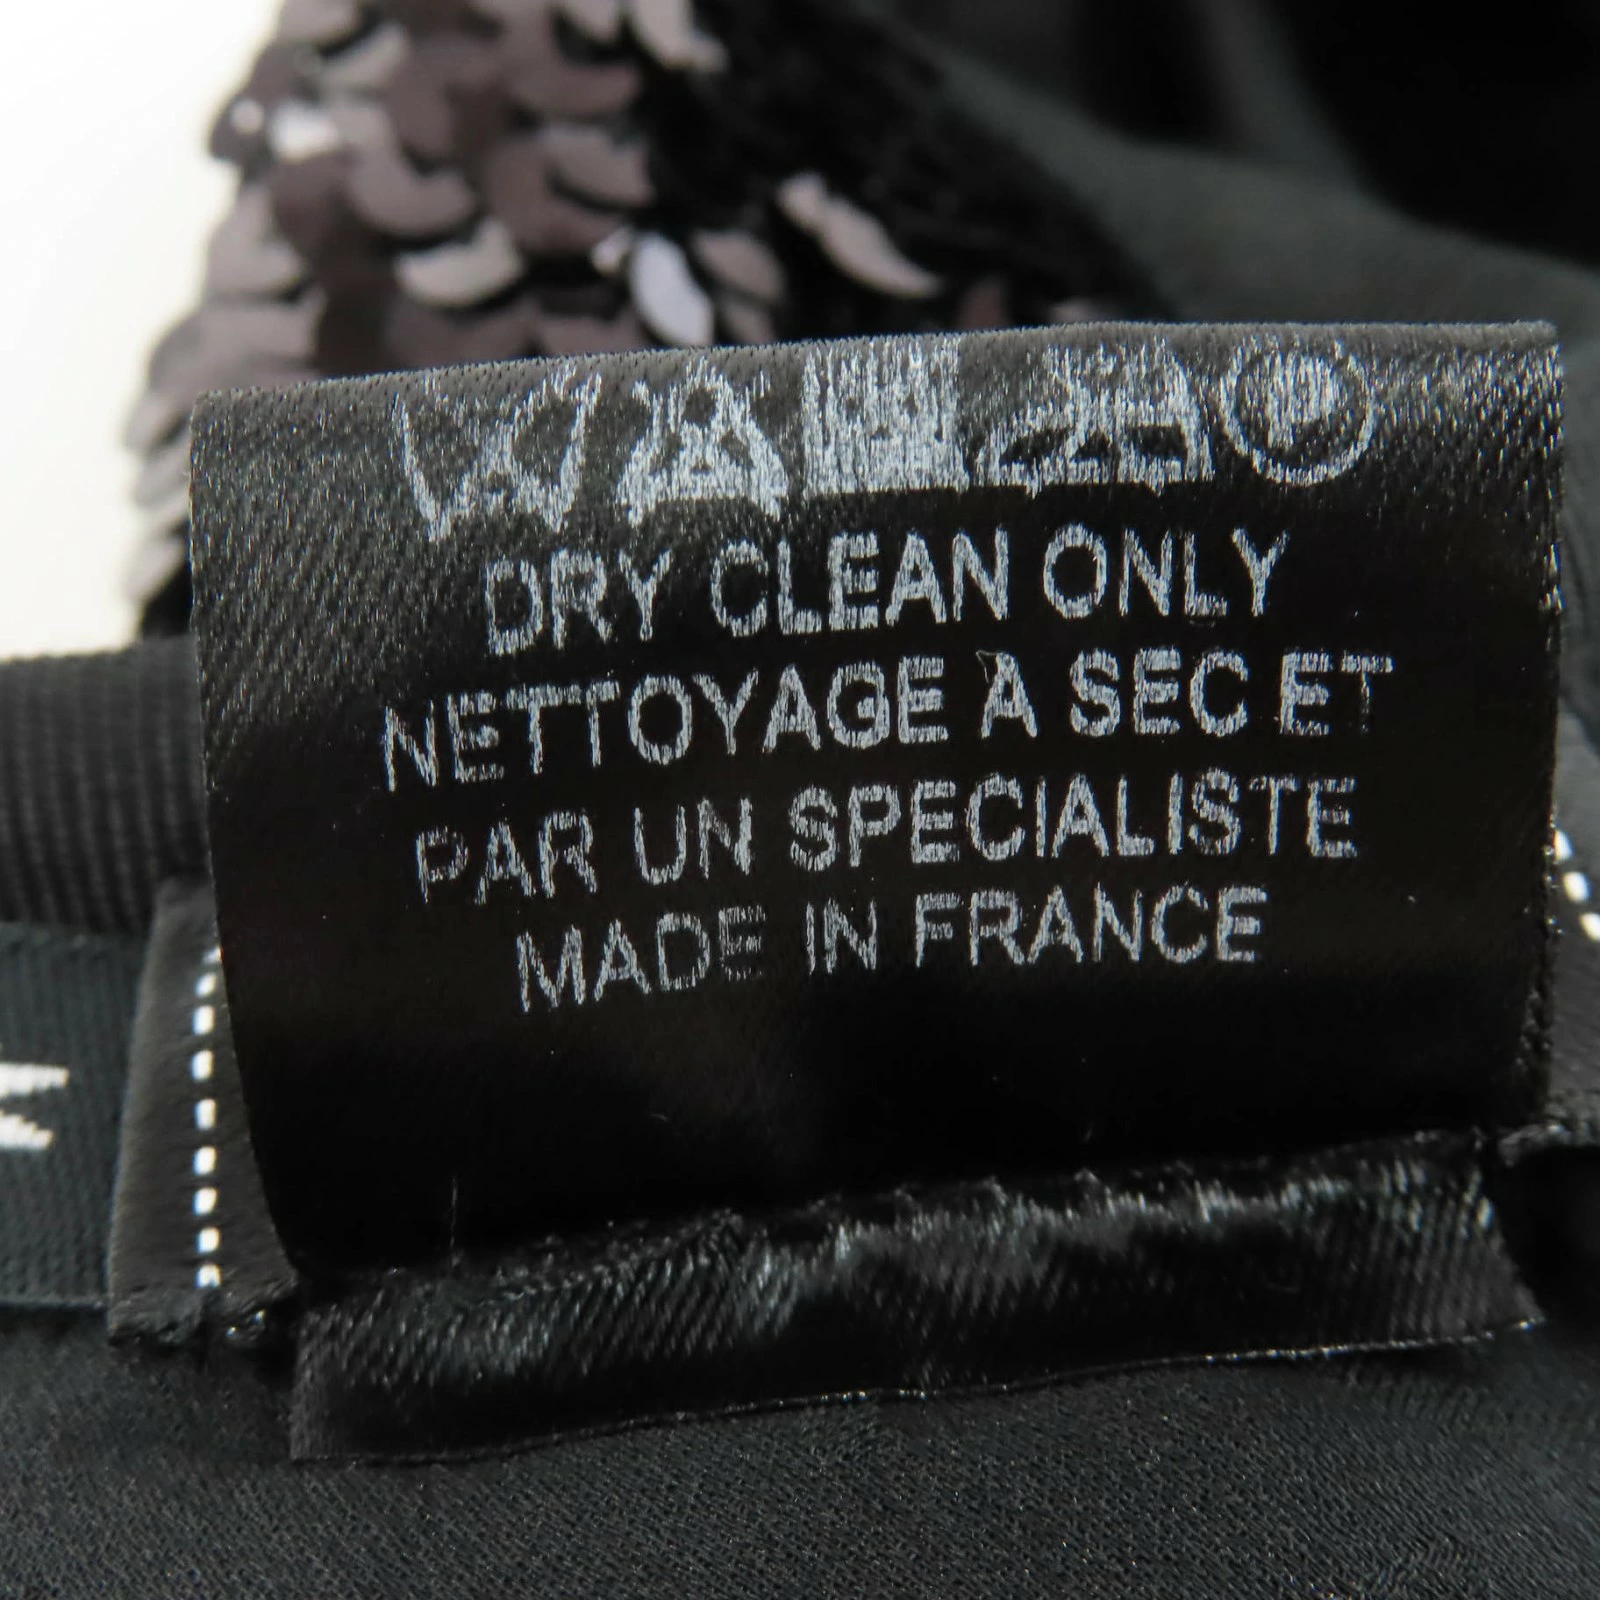 P
DRY CLEAN ONLY
NETTOYAGE A SEC ET
PAR UN SPECIALISTE
MADE IN FRANCE